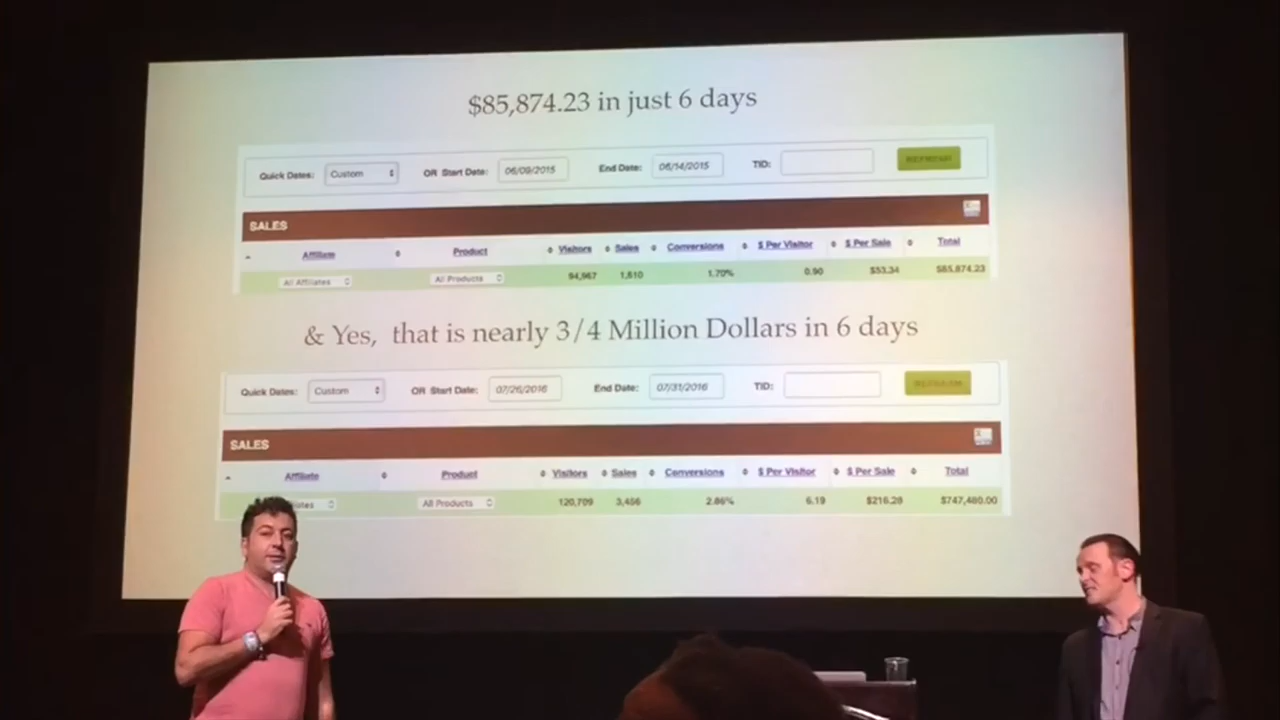 $85,874.23 in just 6 days
Quick Dates: Custom OR Start Date: 06/09/2015 End Date: 06/14/2015 TID:
SALES
Affiliate Product Visitors Sales Conversions $ Per Visitor $ Per Sale Total
All Affiliates All Products 94,967 1,610 1.70% 0.90 $53.34 $85,874.23
& Yes, that is nearly 3/4 Million Dollars in 6 days
Quick Dates: Custom OR Start Date: 07/26/2016 End Date: 07/31/2016 TID:
SALES
Affiliate Product Visitors Sales Conversions $ Per Visitor $ Per Sale Total
All Products 120,709 3,456 2.86% 6.19 $216.28 $747,480.00